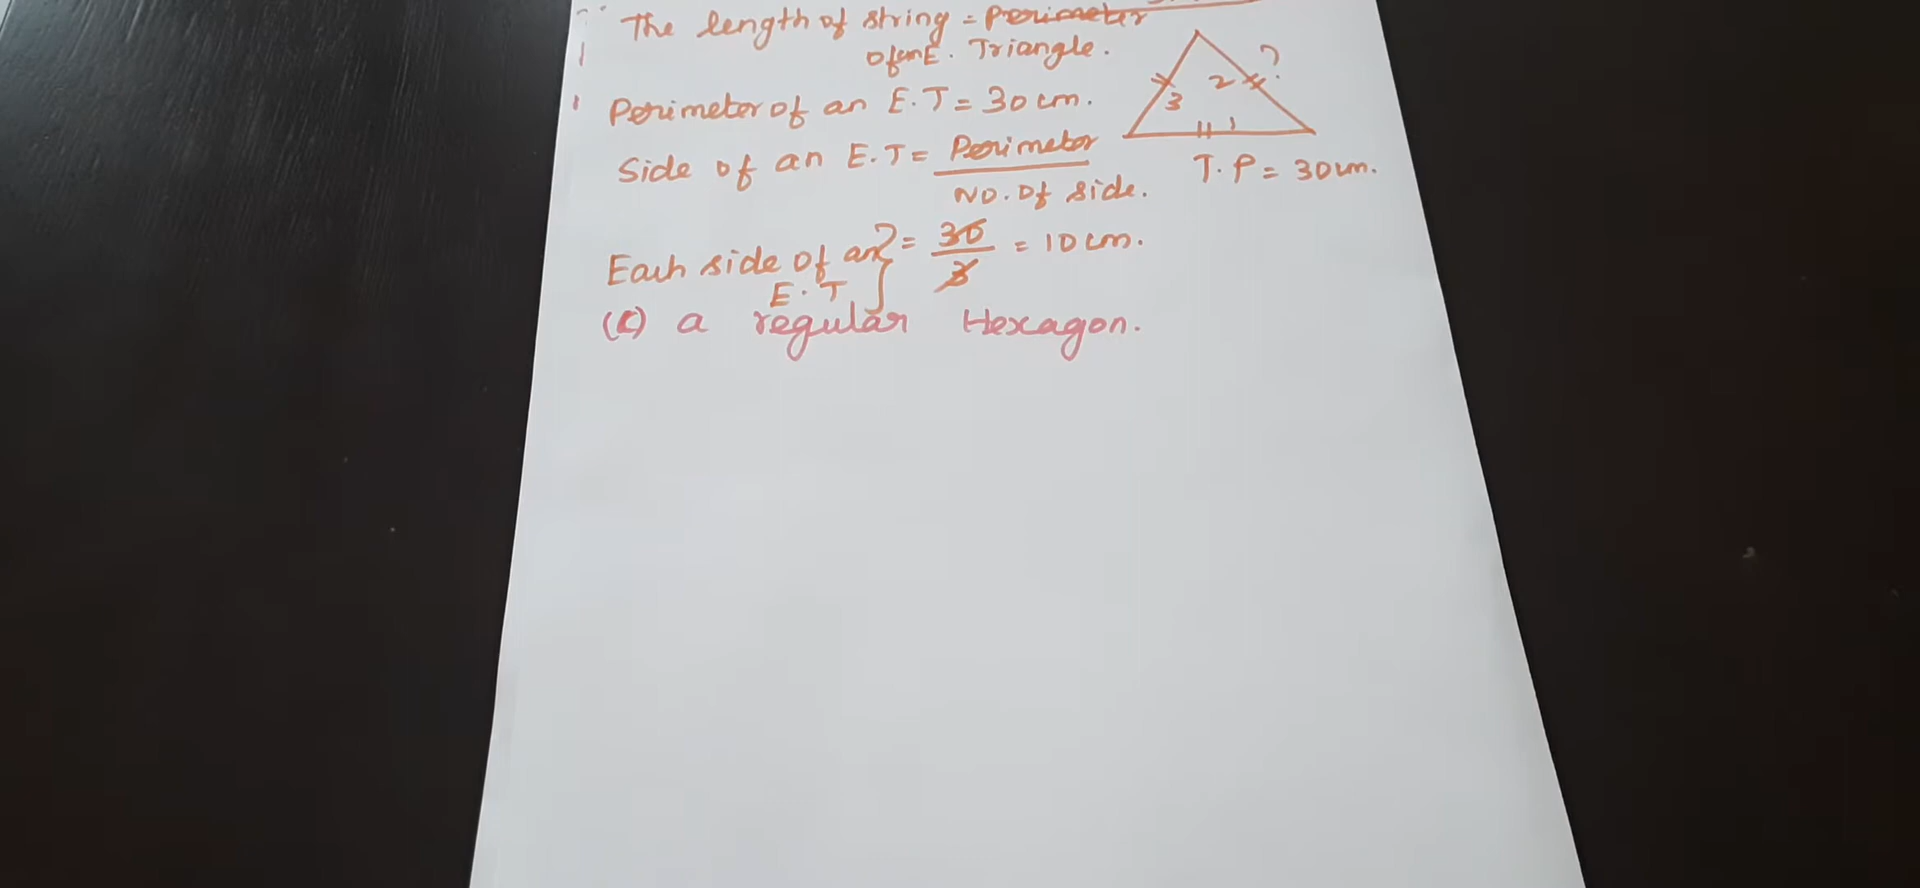 The length of string = Perimeter
of an E. Triangle.
Perimeter of an E.T = 30 cm.
Side of an E.T = Perimeter
No. of side.
T.P = 30 cm.
Each side of an = 30 = 10 cm.
3
E.T
(c) a regular Hexagon.
3
2
?
1